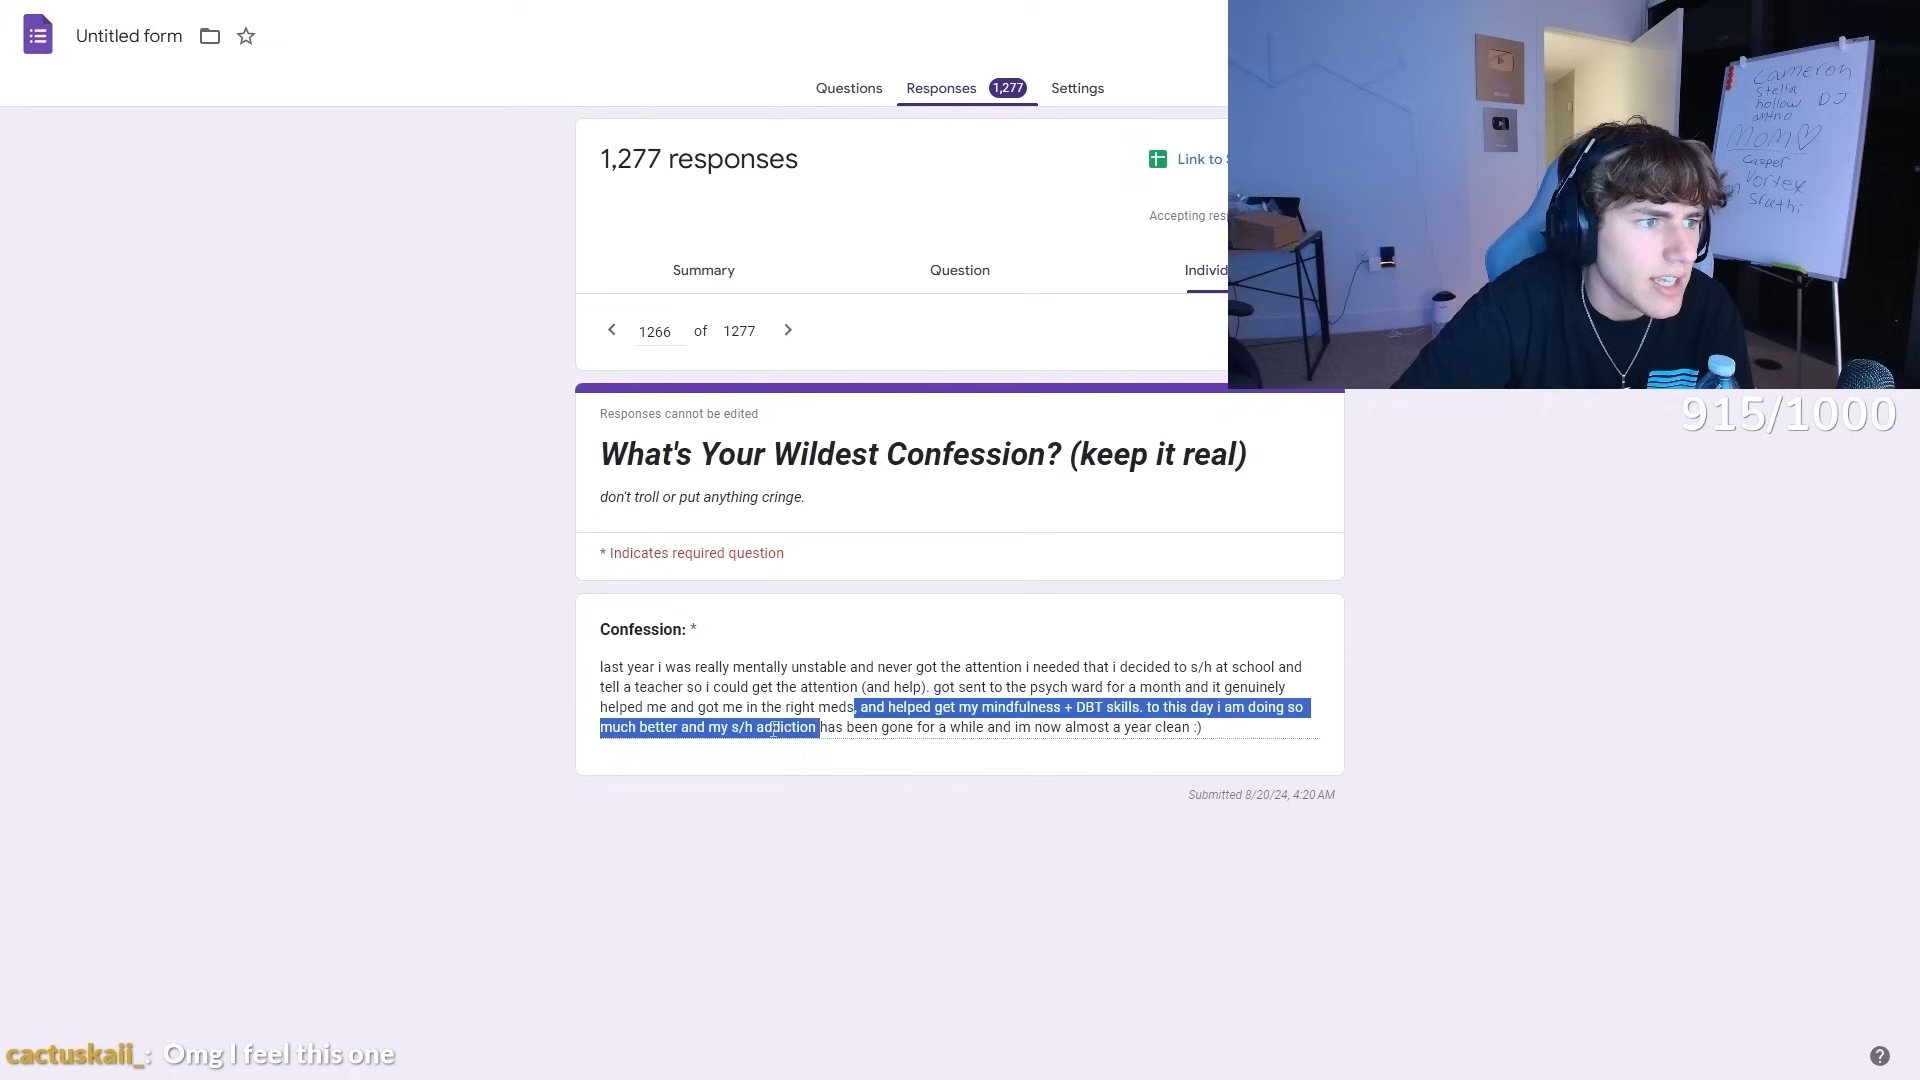 Untitled form
Questions
Responses
1,277
Settings
1,277 responses
Link to
Accepting
Summary
Question
Individ
1266 of 1277
Responses cannot be edited
What's Your Wildest Confession? (keep it real)
don't troll or put anything cringe.
* Indicates required question
Confession: *
last year i was really mentally unstable and never got the attention i needed that i decided to s/h at school and
tell a teacher so i could get the attention (and help). got sent to the psych ward for a month and it genuinely
helped me and got me in the right meds, and helped get my mindfulness + DBT skills. to this day i am doing so
much better and my s/h addiction has been gone for a while and im now almost a year clean :)
Submitted 8/20/24, 4:20 AM
cameron
stella
hollow DJ
antno
MOM
Casper
Vortex
Sruthi
915/1000
cactuskaii_: Omg I feel this one